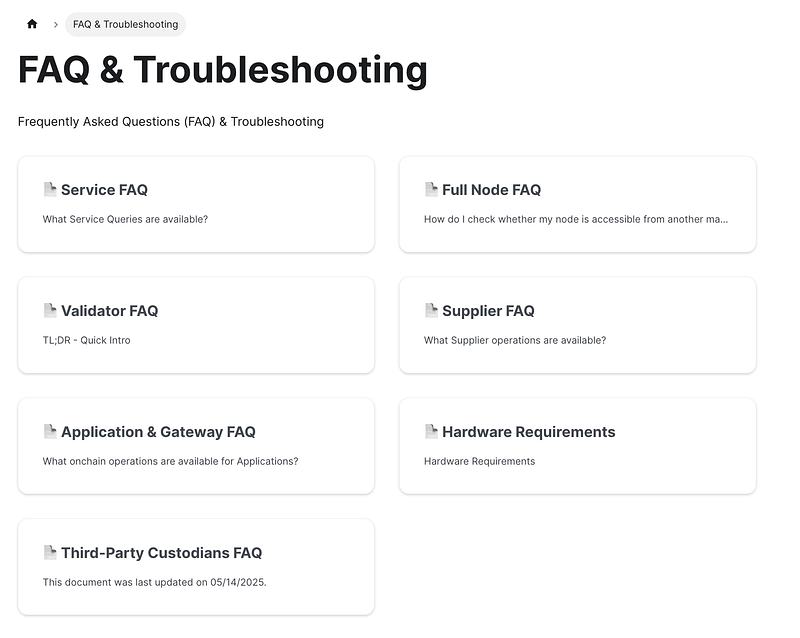 FAQ & Troubleshooting
FAQ & Troubleshooting
Frequently Asked Questions (FAQ) & Troubleshooting
Service FAQ
What Service Queries are available?
Full Node FAQ
How do I check whether my node is accessible from another ma...
Validator FAQ
TL;DR - Quick Intro
Supplier FAQ
What Supplier operations are available?
Application & Gateway FAQ
What onchain operations are available for Applications?
Hardware Requirements
Hardware Requirements
Third-Party Custodians FAQ
This document was last updated on 05/14/2025.